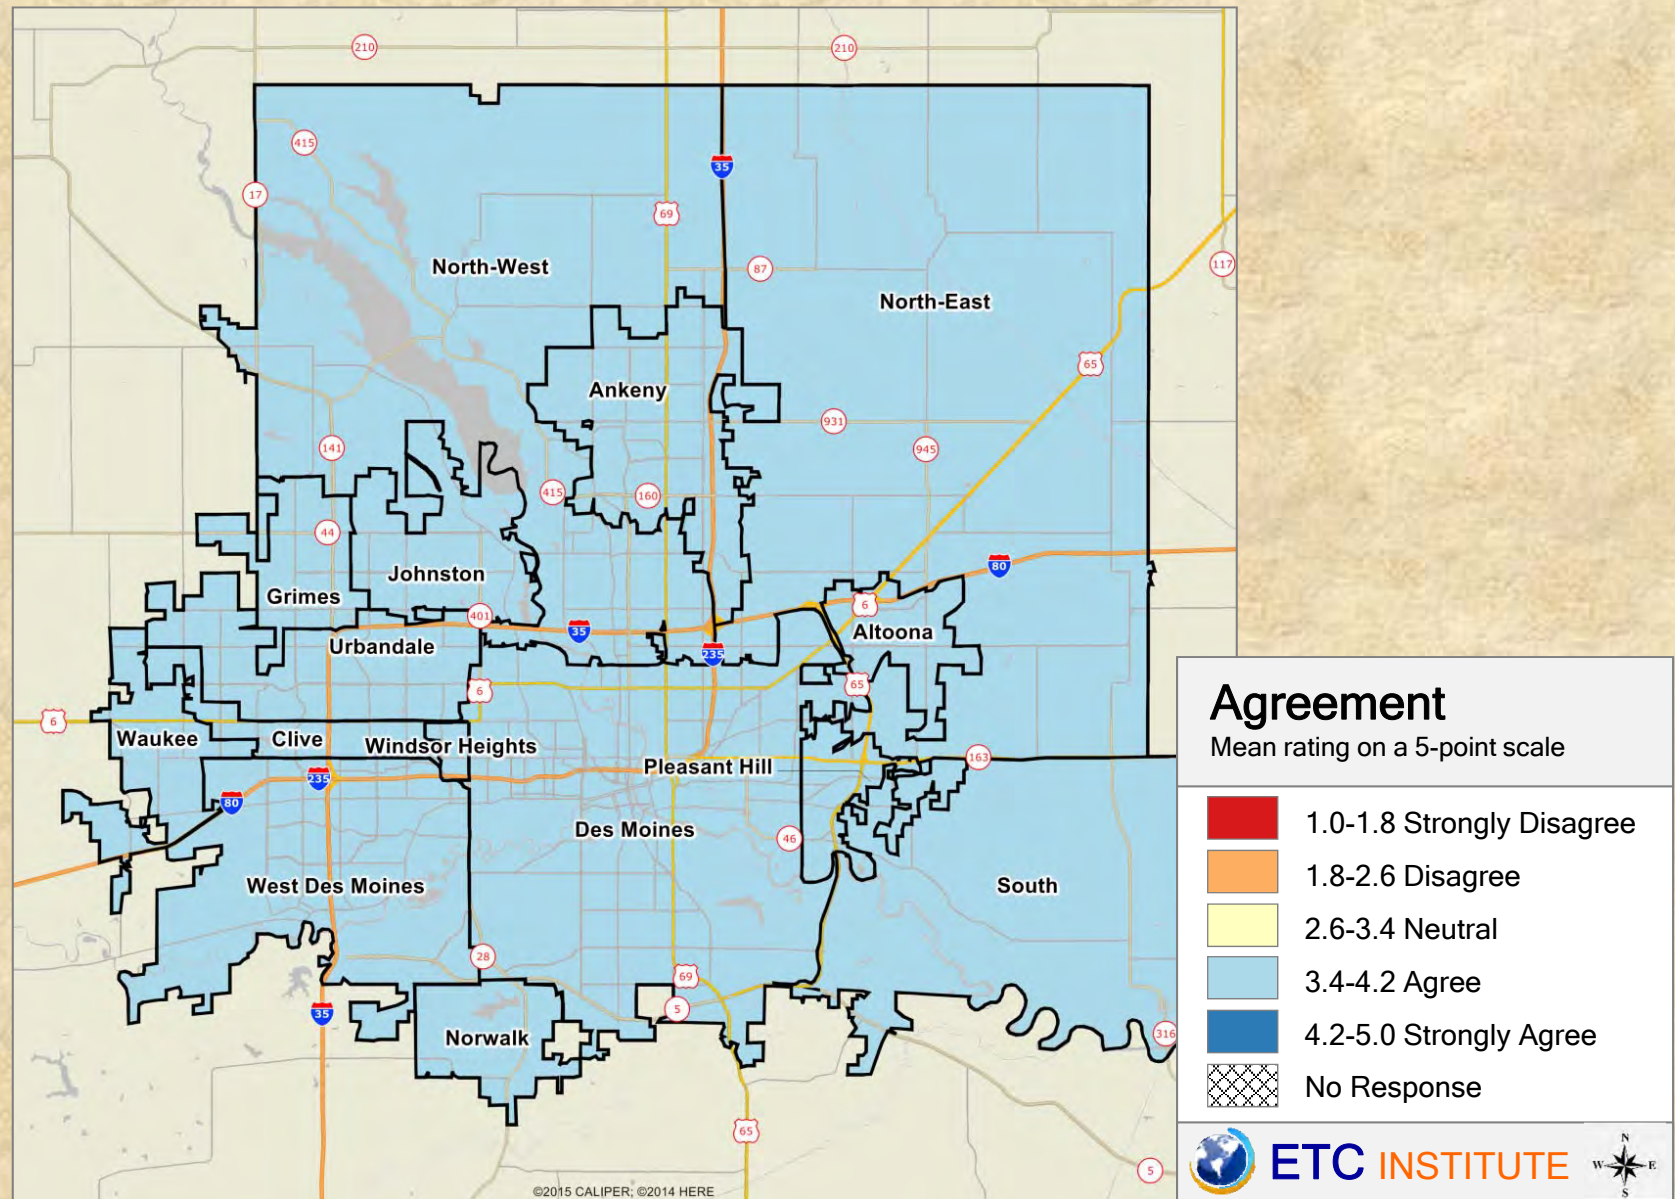 210
210
415
35
17
69
87
117
North-West
North-East
65
Ankeny
931
141
945
415
160
44
80
Johnston
Grimes
6
401
35
Altoona
Urbandale
235
65
6
6
Waukee
Clive
Windsor Heights
163
Pleasant Hill
235
80
Des Moines
46
West Des Moines
South
28
69
5
35
Norwalk
316
65
5
©2015 CALIPER; ©2014 HERE
Agreement
Mean rating on a 5-point scale
1.0-1.8 Strongly Disagree
1.8-2.6 Disagree
2.6-3.4 Neutral
3.4-4.2 Agree
4.2-5.0 Strongly Agree
No Response
ETC INSTITUTE
N
W E
S